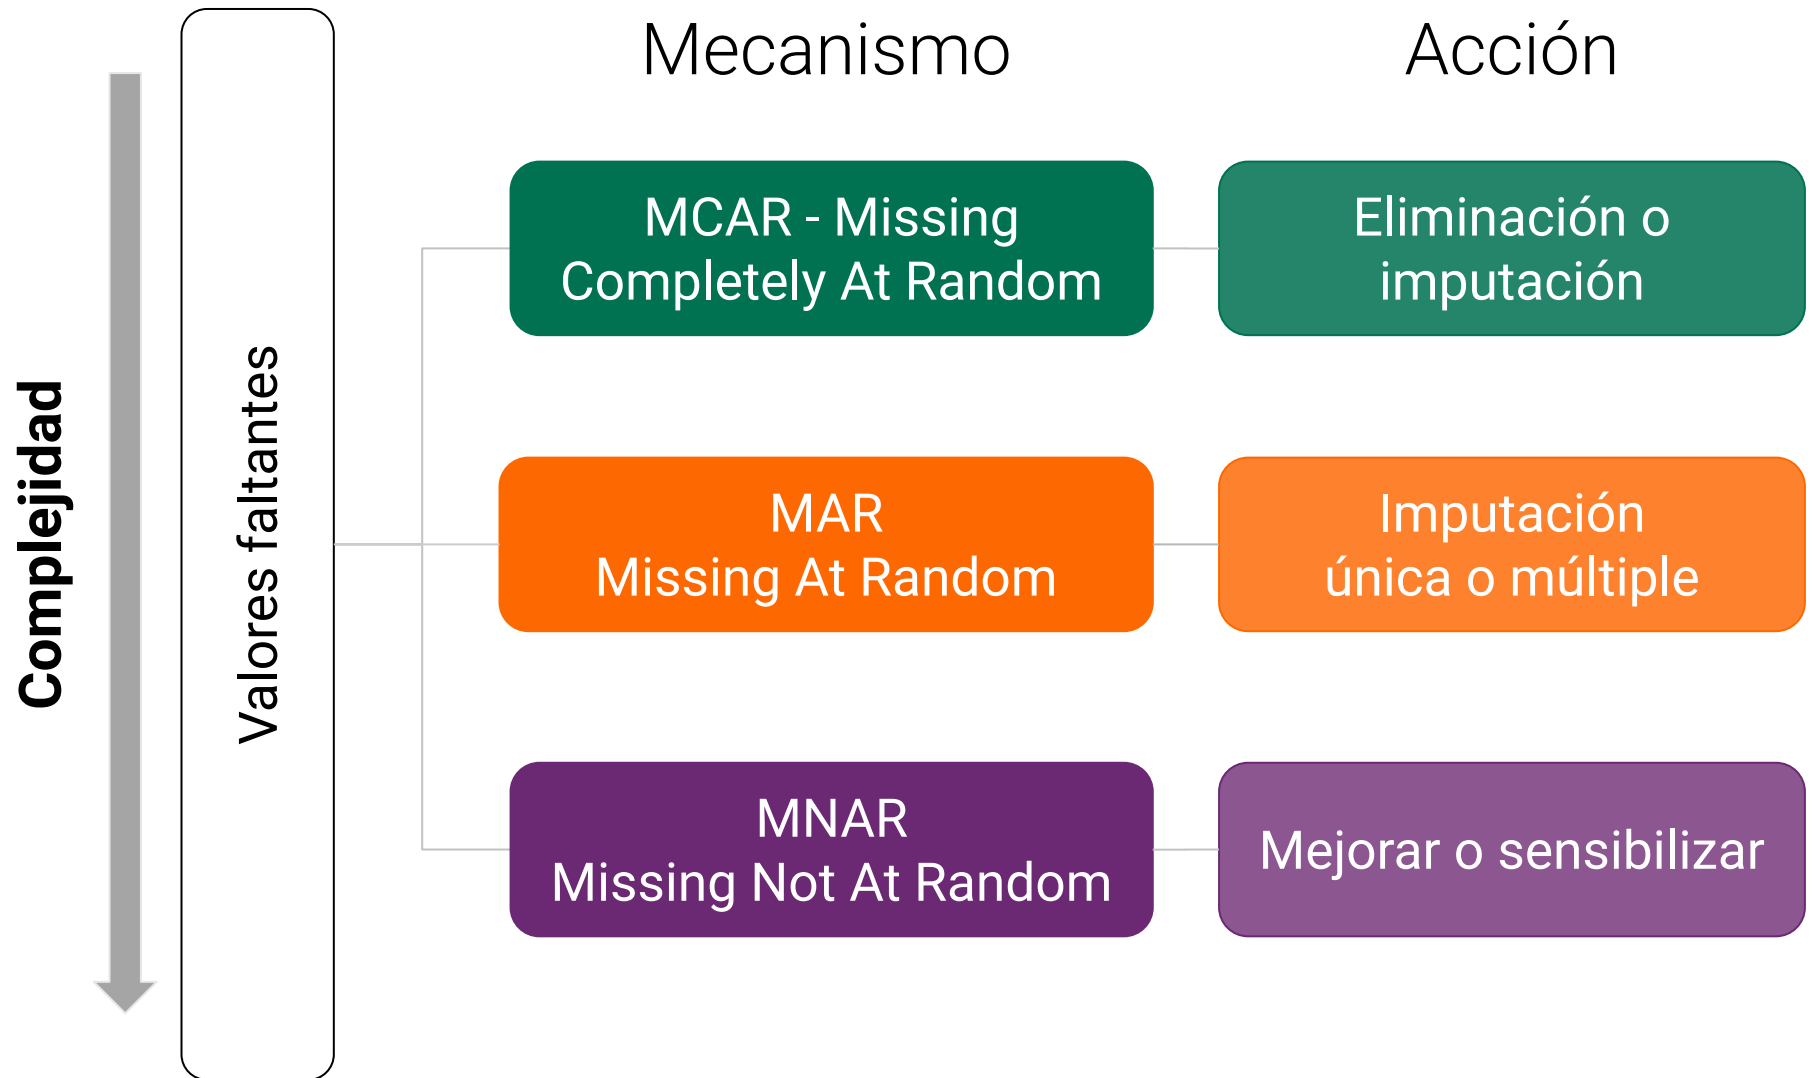 Mecanismo
Acción
Complejidad
Valores faltantes
MCAR - Missing
Completely At Random
Eliminación o
imputación
MAR
Missing At Random
Imputación
única o múltiple
MNAR
Missing Not At Random
Mejorar o sensibilizar